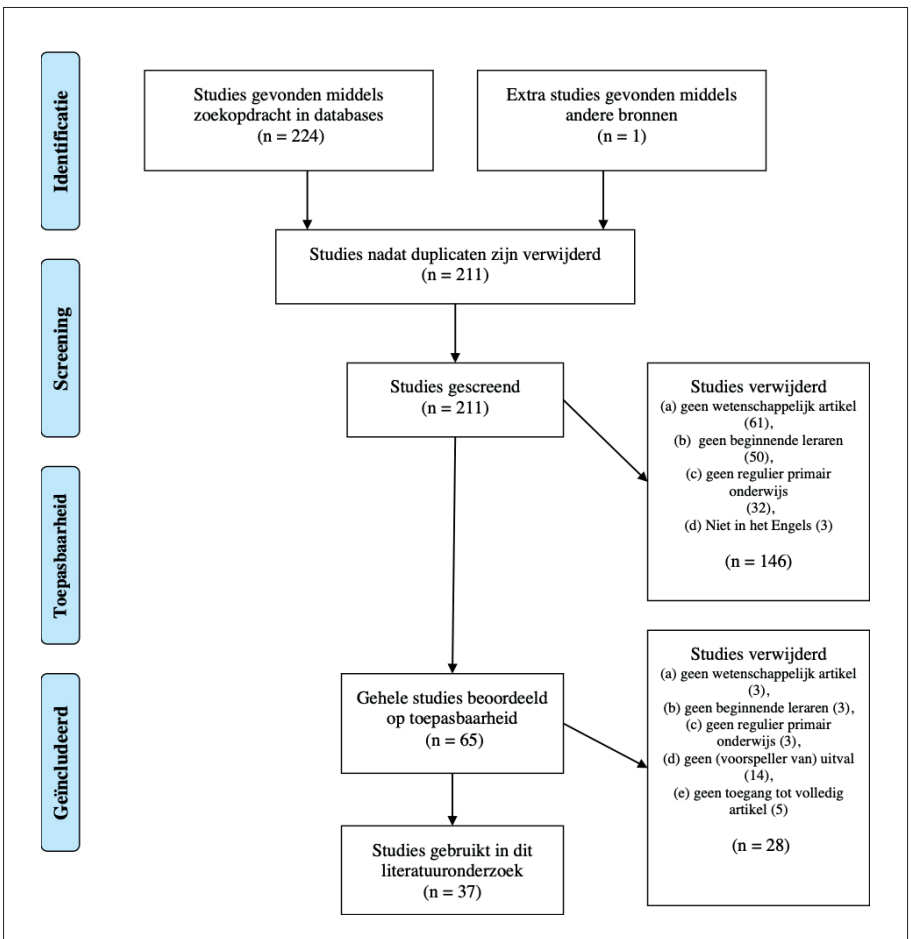 Identificatie
Studies gevonden middels
zoekopdracht in databases
(n = 224)
Extra studies gevonden middels
andere bronnen
(n = 1)
Studies nadat duplicaten zijn verwijderd
(n = 211)
Screening
Studies gescreend
(n = 211)
Studies verwijderd
(a) geen wetenschappelijk artikel
(61),
(b) geen beginnende leraren
(50),
(c) geen regulier primair
onderwijs
(32),
(d) Niet in het Engels (3)
(n = 146)
Toepasbaarheid
Gehele studies beoordeeld
op toepasbaarheid
(n = 65)
Studies verwijderd
(a) geen wetenschappelijk artikel
(3),
(b) geen beginnende leraren (3),
(c) geen regulier primair
onderwijs (3),
(d) geen (voorspeller van) uitval
(14),
(e) geen toegang tot volledig
artikel (5)
(n = 28)
Geïncludeerd
Studies gebruikt in dit
literatuuronderzoek
(n = 37)